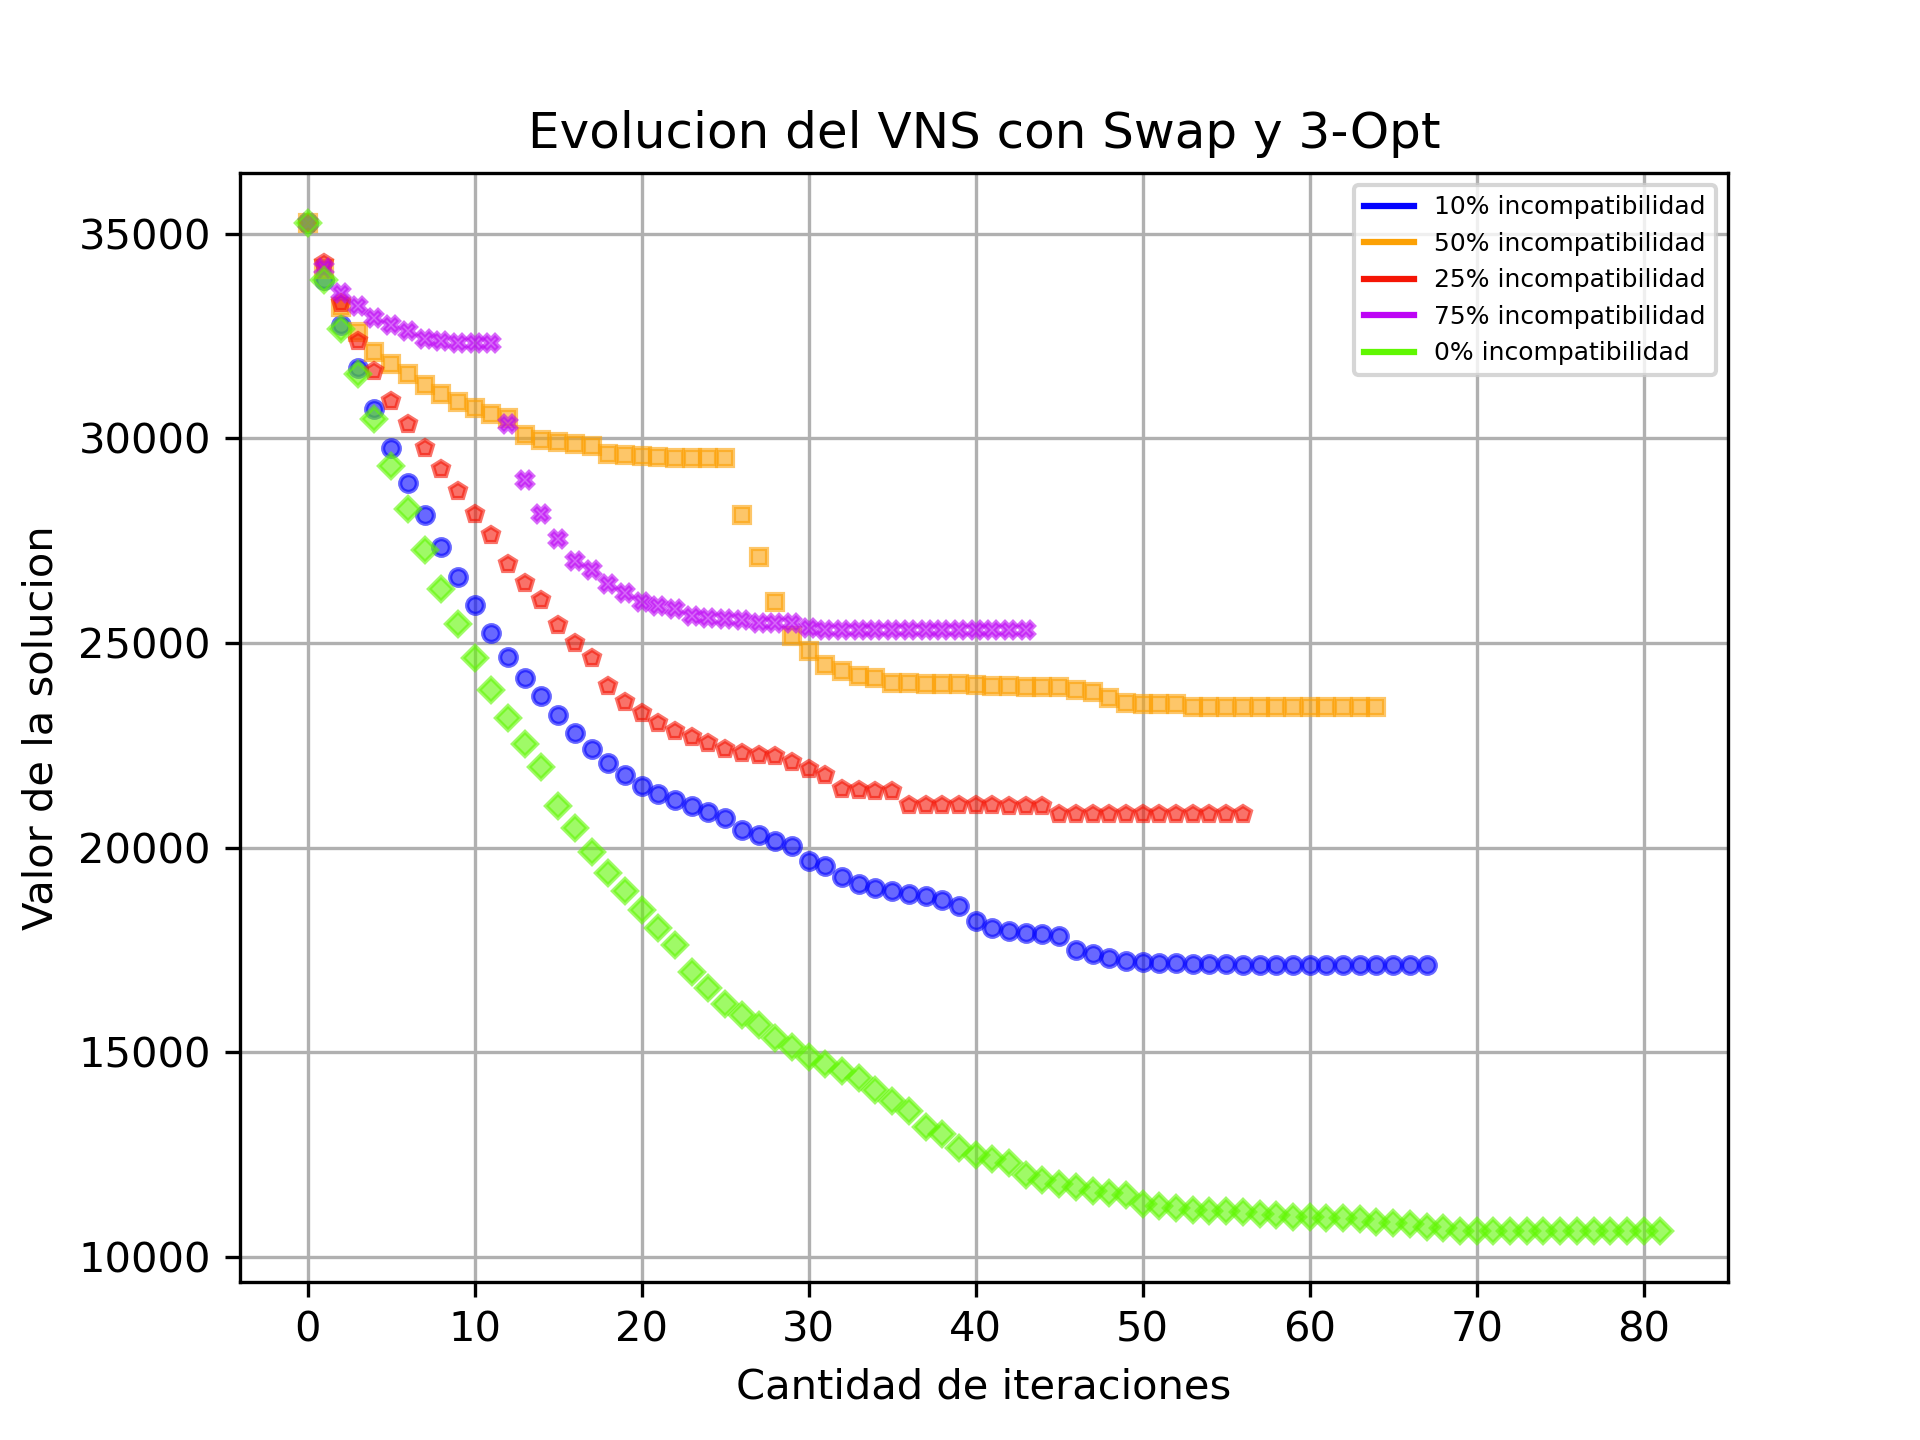 Evolucion del VNS con Swap y 3-Opt
10% incompatibilidad
50% incompatibilidad
25% incompatibilidad
75% incompatibilidad
0% incompatibilidad
Valor de la solucion
35000
30000
25000
20000
15000
10000
0 10 20 30 40 50 60 70 80
Cantidad de iteraciones